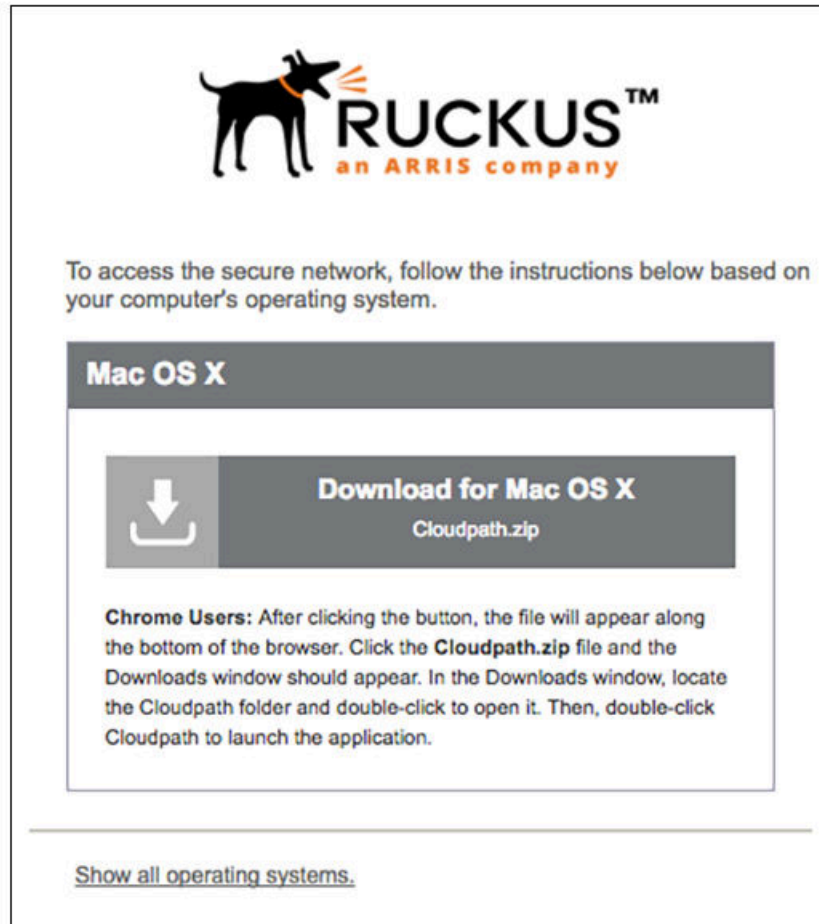 RUCKUS™
an ARRIS company
To access the secure network, follow the instructions below based on
your computer's operating system.
Mac OS X
Download for Mac OS X
Cloudpath.zip
Chrome Users: After clicking the button, the file will appear along
the bottom of the browser. Click the Cloudpath.zip file and the
Downloads window should appear. In the Downloads window, locate
the Cloudpath folder and double-click to open it. Then, double-click
Cloudpath to launch the application.
Show all operating systems.